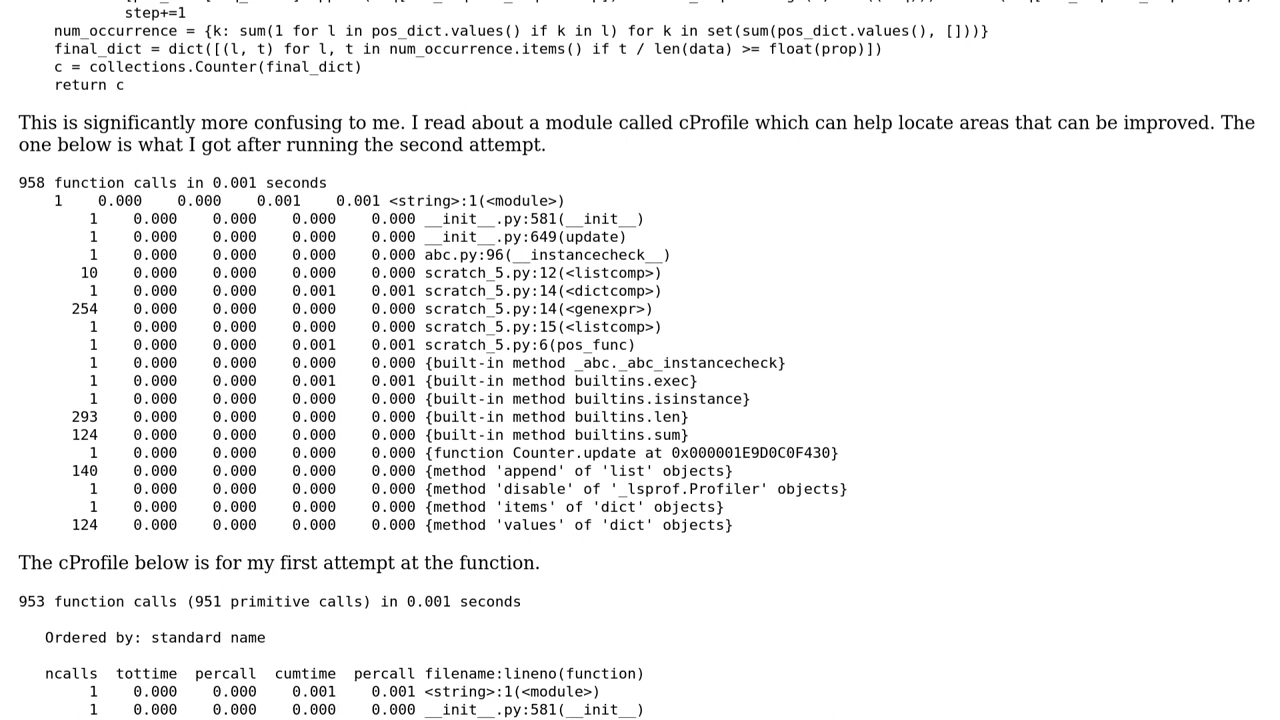 step+=1
num_occurrence = {k: sum(1 for l in pos_dict.values() if k in l) for k in set(sum(pos_dict.values(), []))}
final_dict = dict([(l, t) for l, t in num_occurrence.items() if t / len(data) >= float(prop)])
c = collections.Counter(final_dict)
return c
This is significantly more confusing to me. I read about a module called cProfile which can help locate areas that can be improved. The
one below is what I got after running the second attempt.
958 function calls in 0.001 seconds
1 0.000 0.000 0.001 0.001 <string>:1(<module>)
1 0.000 0.000 0.000 0.000 __init__.py:581(__init__)
1 0.000 0.000 0.000 0.000 __init__.py:649(update)
1 0.000 0.000 0.000 0.000 abc.py:96(__instancecheck__)
10 0.000 0.000 0.000 0.000 scratch_5.py:12(<listcomp>)
1 0.000 0.000 0.001 0.001 scratch_5.py:14(<dictcomp>)
254 0.000 0.000 0.000 0.000 scratch_5.py:14(<genexpr>)
1 0.000 0.000 0.000 0.000 scratch_5.py:15(<listcomp>)
1 0.000 0.000 0.001 0.001 scratch_5.py:6(pos_func)
1 0.000 0.000 0.000 0.000 {built-in method _abc._abc_instancecheck}
1 0.000 0.000 0.001 0.001 {built-in method builtins.exec}
1 0.000 0.000 0.000 0.000 {built-in method builtins.isinstance}
293 0.000 0.000 0.000 0.000 {built-in method builtins.len}
124 0.000 0.000 0.000 0.000 {built-in method builtins.sum}
1 0.000 0.000 0.000 0.000 {function Counter.update at 0x000001E9D0C0F430}
140 0.000 0.000 0.000 0.000 {method 'append' of 'list' objects}
1 0.000 0.000 0.000 0.000 {method 'disable' of '_lsprof.Profiler' objects}
1 0.000 0.000 0.000 0.000 {method 'items' of 'dict' objects}
124 0.000 0.000 0.000 0.000 {method 'values' of 'dict' objects}
The cProfile below is for my first attempt at the function.
953 function calls (951 primitive calls) in 0.001 seconds
Ordered by: standard name
ncalls tottime percall cumtime percall filename:lineno(function)
1 0.000 0.000 0.001 0.001 <string>:1(<module>)
1 0.000 0.000 0.000 0.000 __init__.py:581(__init__)